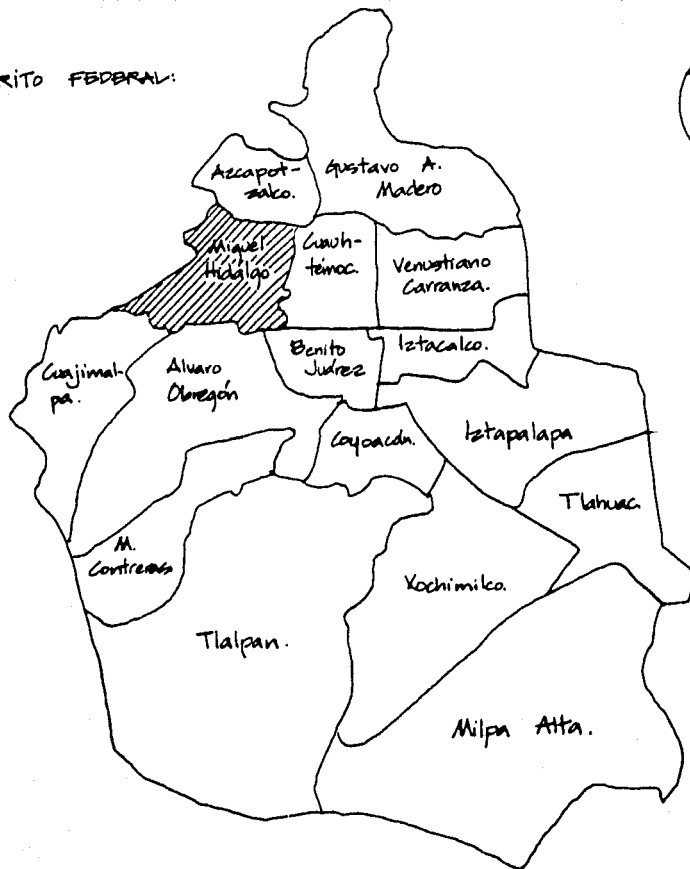 RITO FEDERAL:
Azcapot-
zalco.
Gustavo A.
Madero
Miguel
Hidalgo
Cuauh-
témoc.
Venustiano
Carranza.
Benito
Juárez
Iztacalco.
Cuajimal-
pa.
Alvaro
Obregón
Coyoacán.
Iztapalapa
Tlahuac.
M.
Contreras
Xochimilco.
Tlalpan.
Milpa Alta.